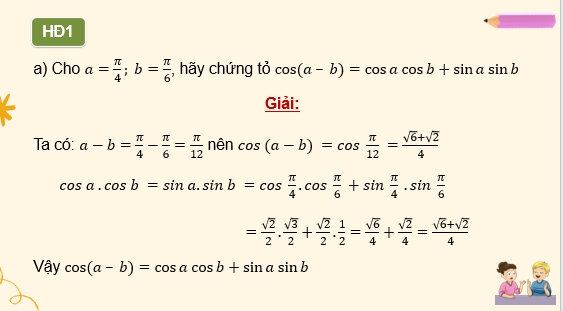 HĐ1
a) Cho a = π/4; b = π/6, hãy chứng tỏ cos(a – b) = cos a cos b + sin a sin b
Giải:
Ta có: a − b = π/4 − π/6 = π/12 nên cos (a − b) = cos π/12 = (√6+√2)/4
cos a . cos b = sin a. sin b = cos π/4 . cos π/6 + sin π/4 . sin π/6
= √2/2 . √3/2 + √2/2 . 1/2 = √6/4 + √2/4 = (√6+√2)/4
Vậy cos(a – b) = cos a cos b + sin a sin b